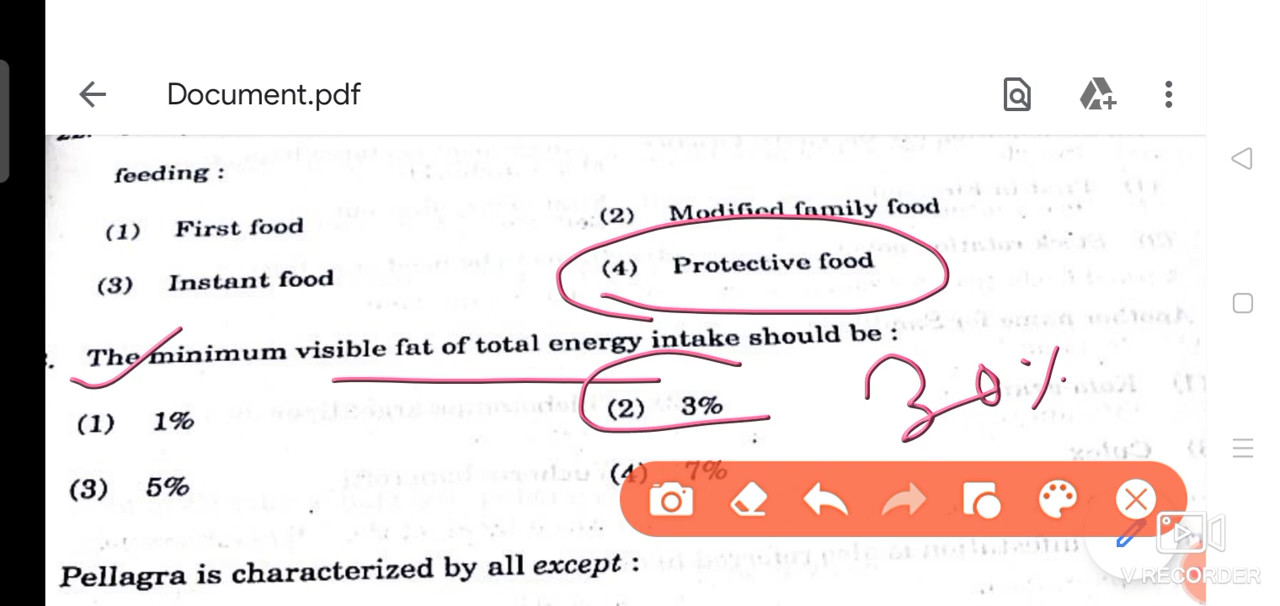 Document.pdf
feeding :
(1) First food
(2) Modified family food
(3) Instant food
(4) Protective food
The minimum visible fat of total energy intake should be :
(1) 1%
(2) 3%
30%
(3) 5%
(4) 7%
Pellagra is characterized by all except :
V RECORDER